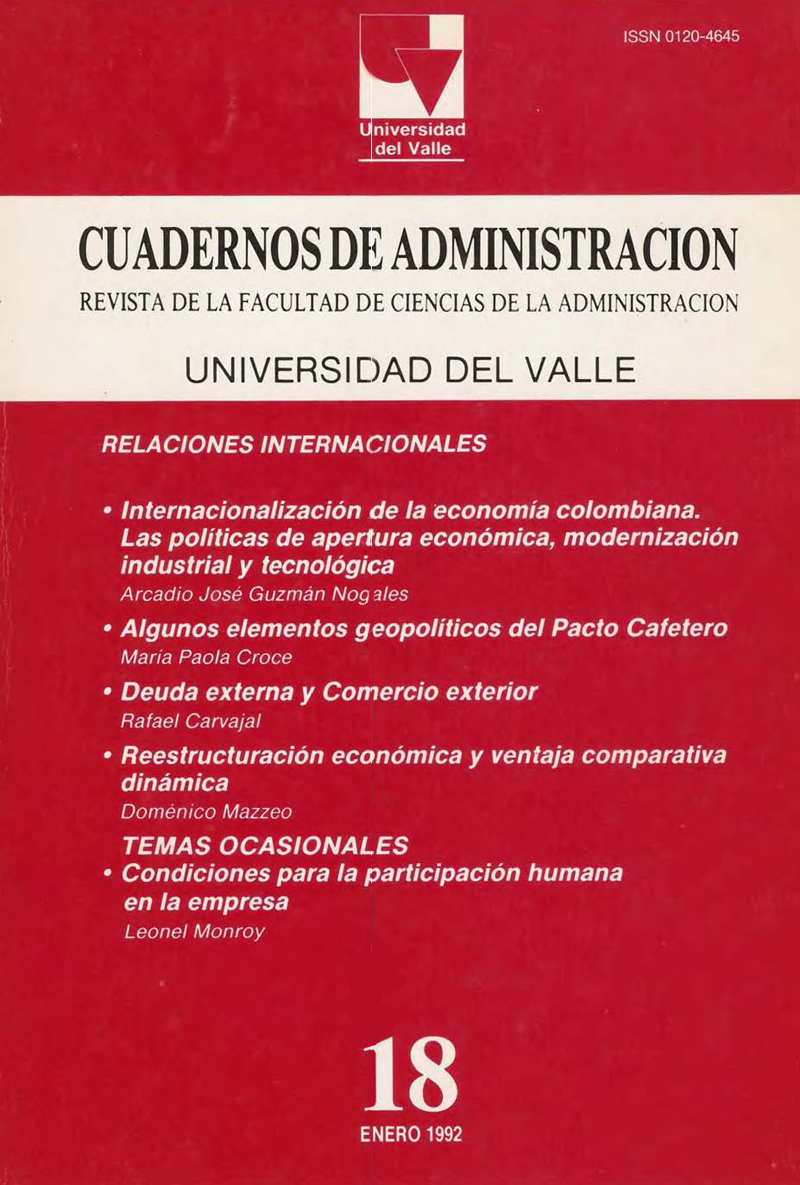 ISSN 0120-4645
Universidad
del Valle
CUADERNOS DE ADMINISTRACION
REVISTA DE LA FACULTAD DE CIENCIAS DE LA ADMINISTRACION
UNIVERSIDAD DEL VALLE
RELACIONES INTERNACIONALES
• Internacionalización de la economía colombiana.
Las políticas de apertura económica, modernización
industrial y tecnológica
Arcadio José Guzmán Nogales
• Algunos elementos geopolíticos del Pacto Cafetero
María Paola Croce
• Deuda externa y Comercio exterior
Rafael Carvajal
• Reestructuración económica y ventaja comparativa
dinámica
Doménico Mazzeo
TEMAS OCASIONALES
• Condiciones para la participación humana
en la empresa
Leonel Monroy
18
ENERO 1992